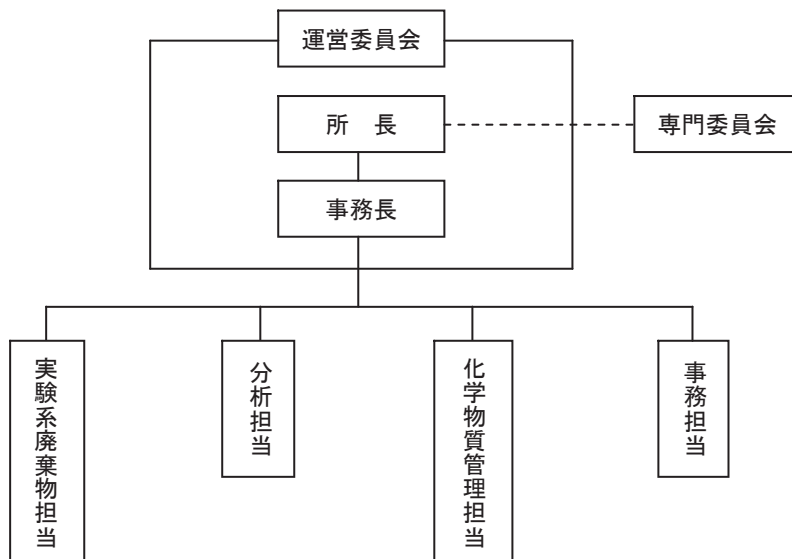 運営委員会
所　長
専門委員会
事務長
実験系廃棄物担当
分析担当
化学物質管理担当
事務担当